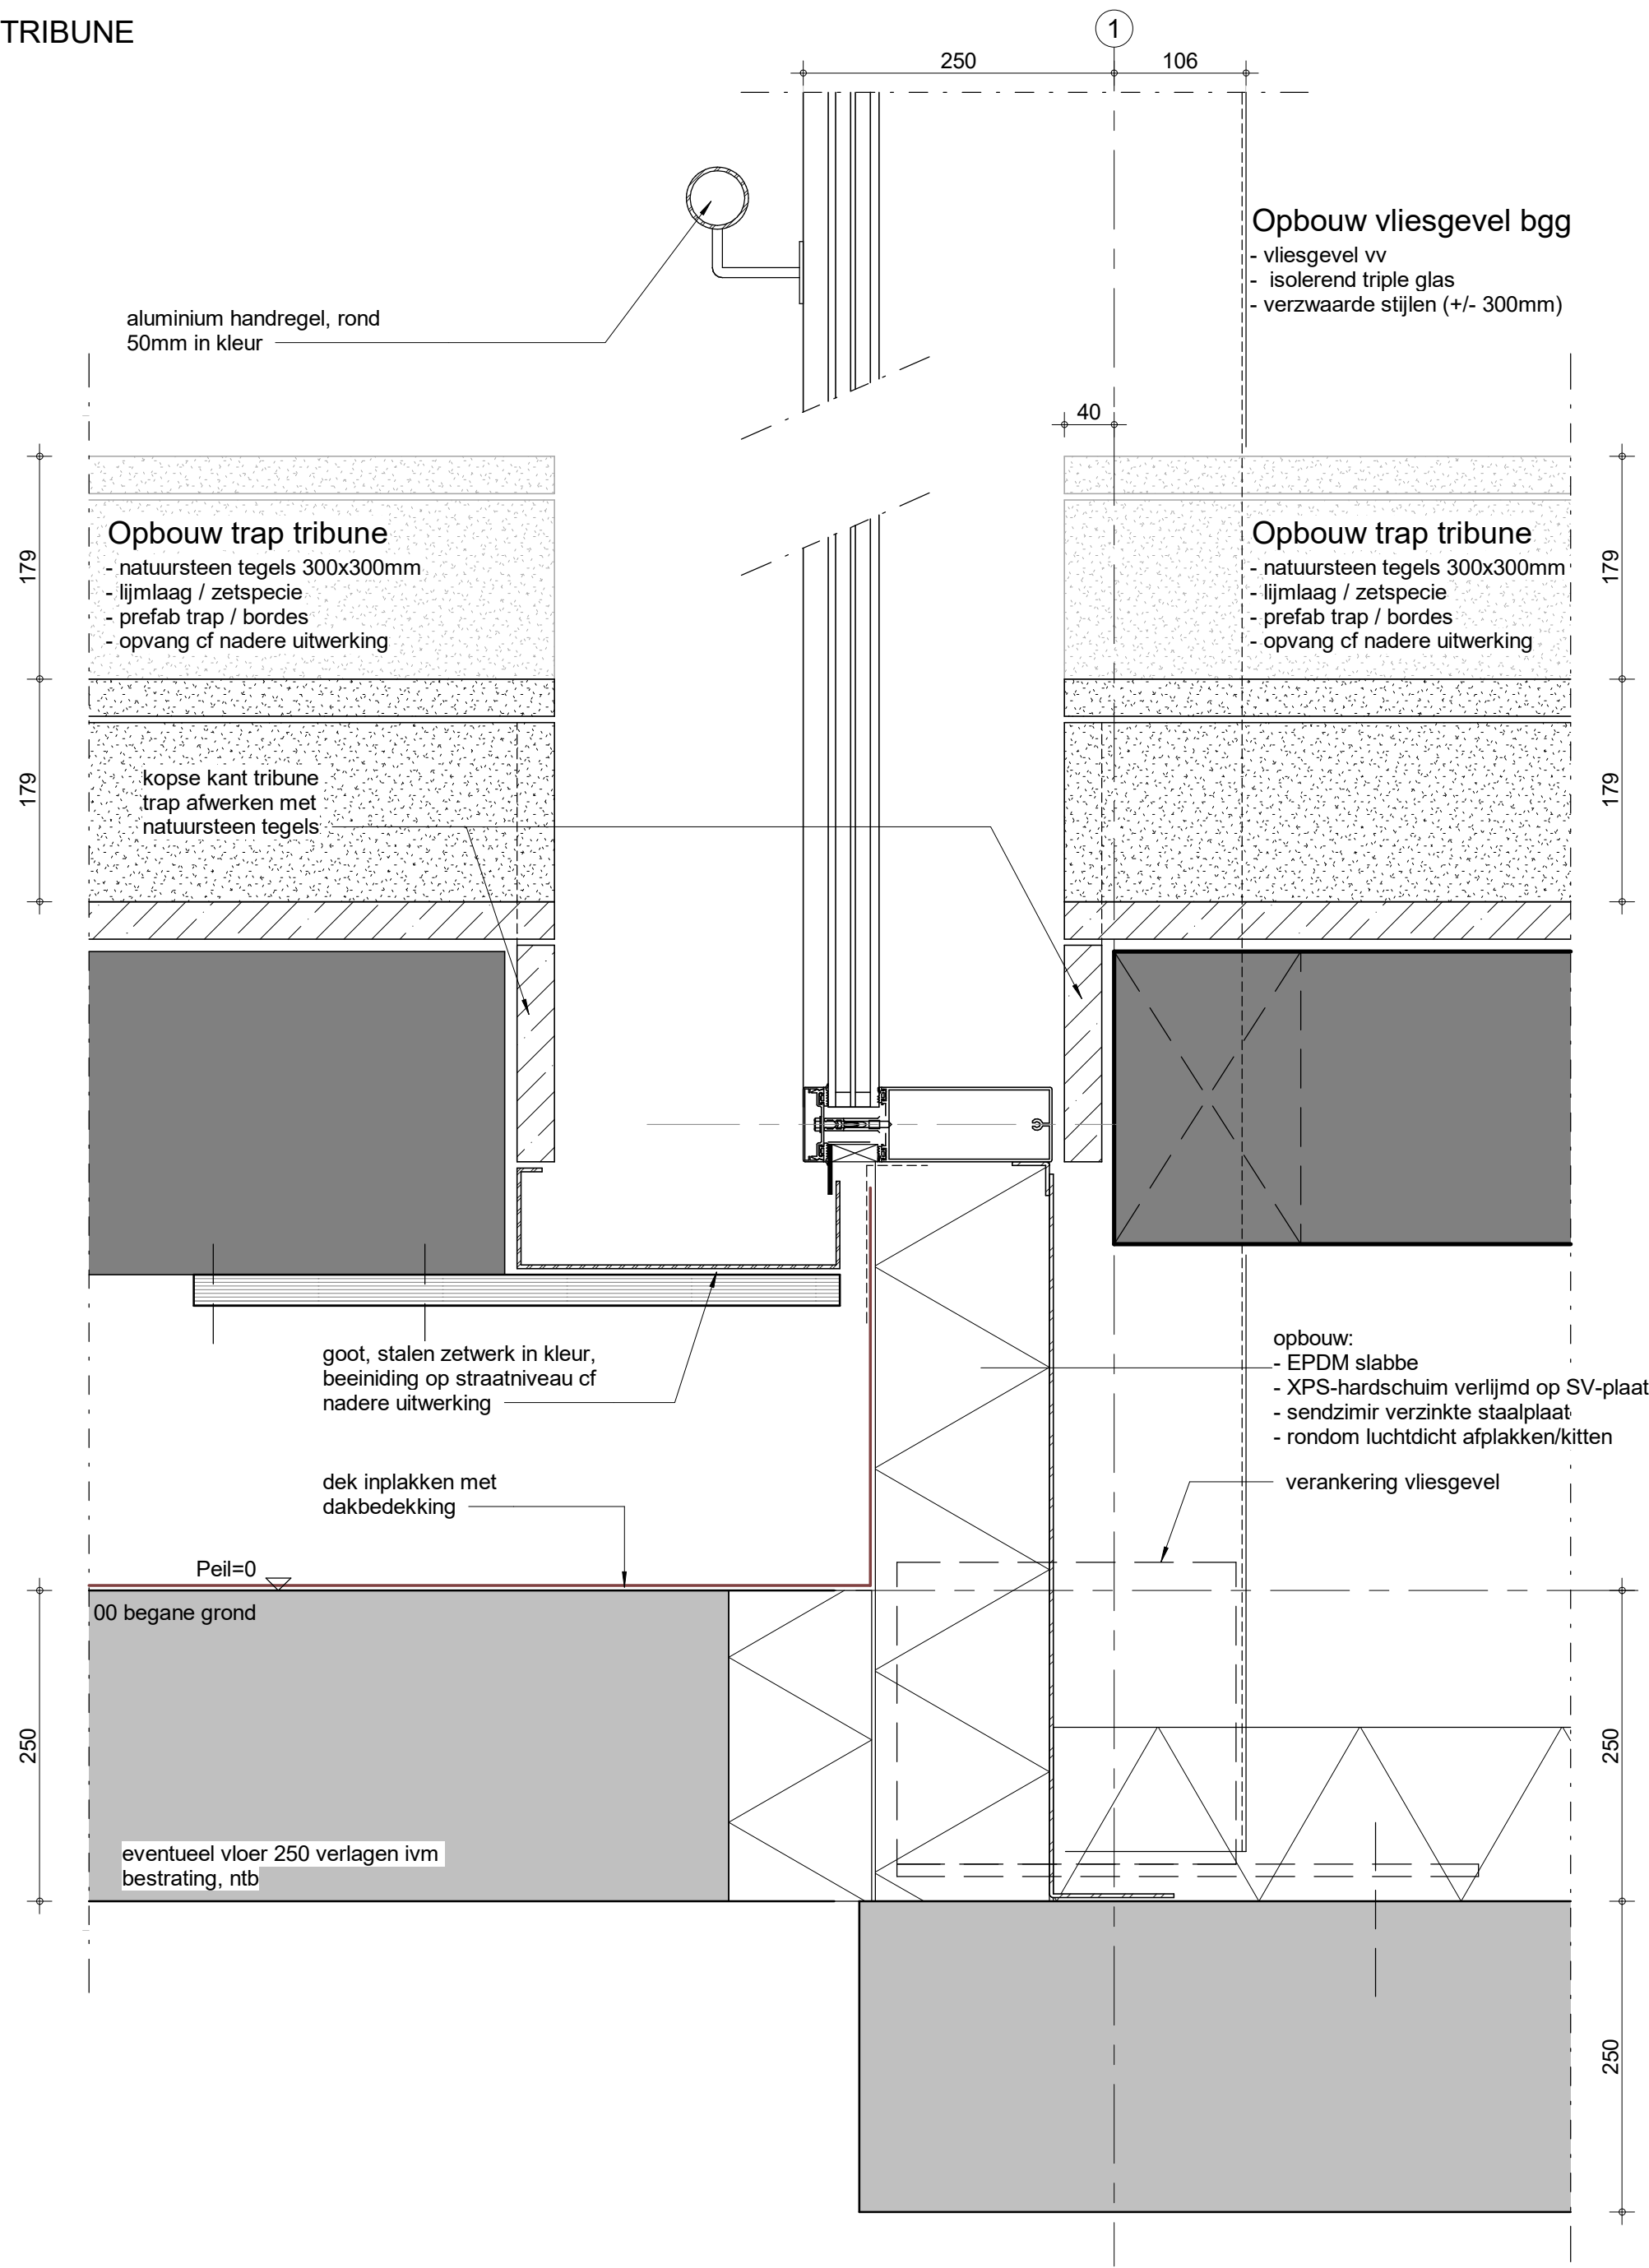 TRIBUNE
1
250
106
Opbouw vliesgevel bgg
- vliesgevel vv
- isolerend triple glas
- verzwaarde stijlen (+/- 300mm)
aluminium handregel, rond
50mm in kleur
40
Opbouw trap tribune
- natuursteen tegels 300x300mm
- lijmlaag / zetspecie
- prefab trap / bordes
- opvang cf nadere uitwerking
Opbouw trap tribune
- natuursteen tegels 300x300mm
- lijmlaag / zetspecie
- prefab trap / bordes
- opvang cf nadere uitwerking
179
179
kopse kant tribune
trap afwerken met
natuursteen tegels
179
179
goot, stalen zetwerk in kleur,
beeiniding op straatniveau cf
nadere uitwerking
opbouw:
- EPDM slabbe
- XPS-hardschuim verlijmd op SV-plaat
- sendzimir verzinkte staalplaat
- rondom luchtdicht afplakken/kitten
dek inplakken met
dakbedekking
verankering vliesgevel
Peil=0
00 begane grond
250
250
eventueel vloer 250 verlagen ivm
bestrating, ntb
250